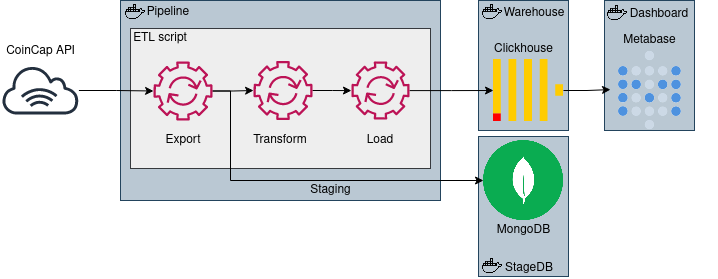 CoinCap API
Pipeline
ETL script
Export
Transform
Load
Staging
Warehouse
Clickhouse
Dashboard
Metabase
MongoDB
StageDB